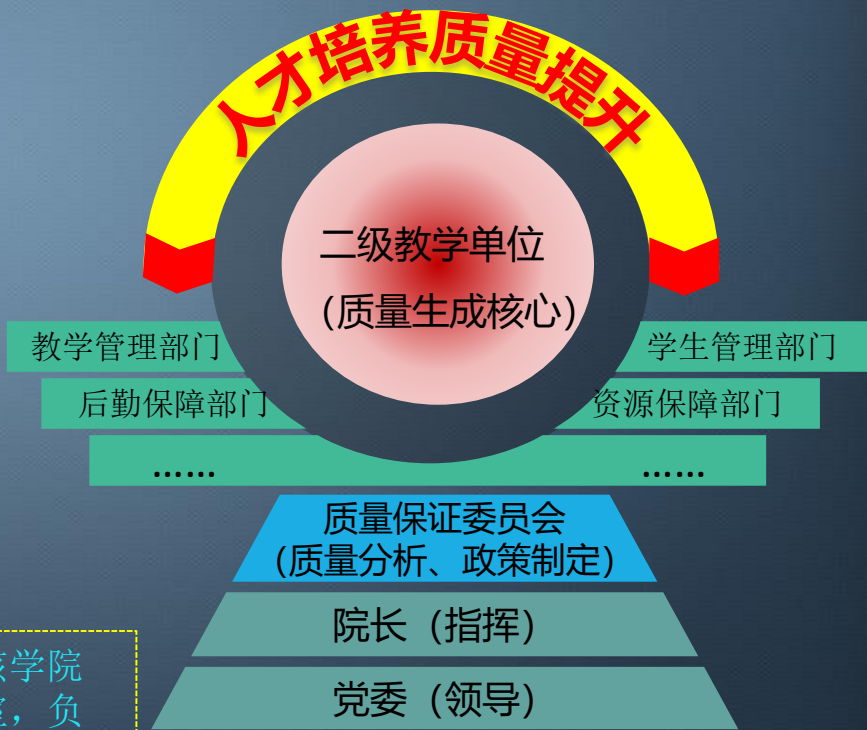 人才培养质量提升
二级教学单位
（质量生成核心）
教学管理部门
学生管理部门
后勤保障部门
资源保障部门
……
……
质量保证委员会
（质量分析、政策制定）
院长（指挥）
党委（领导）
学院
，负